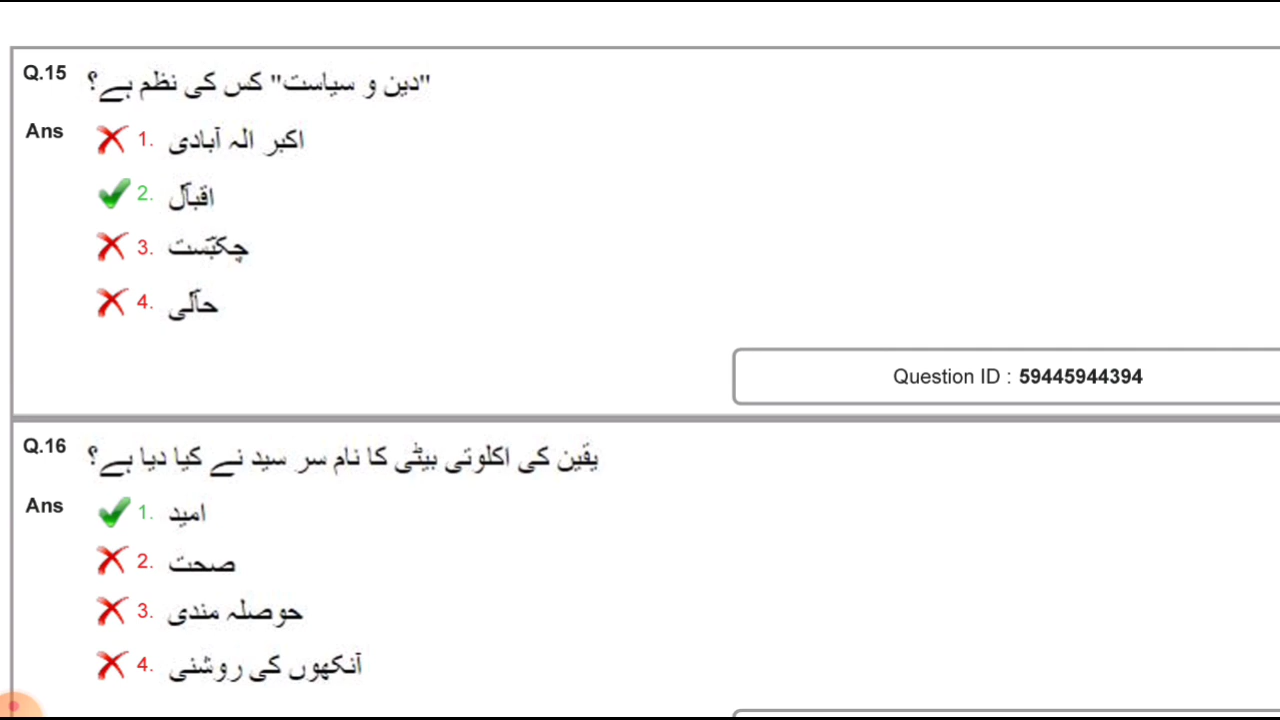 Q.15 "دین و سیاست" کس کی نظم ہے؟
Ans 1. اکبر الہ آبادی
2. اقبالؔ
3. چکبستؔ
4. حالؔی
Question ID : 59445944394
Q.16 یقین کی اکلوتی بیٹی کا نام سر سید نے کیا دیا ہے؟
Ans 1. امید
2. صحت
3. حوصلہ مندی
4. آنکھوں کی روشنی